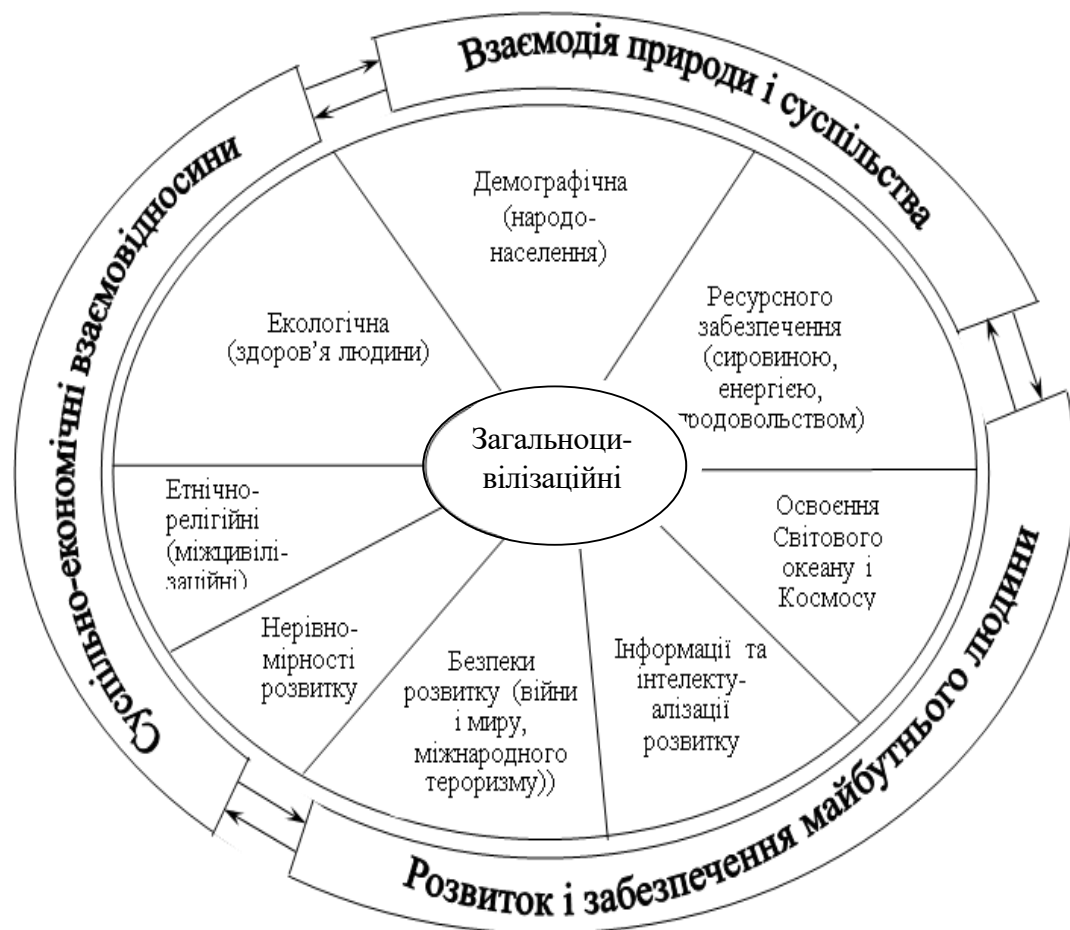 Взаємодія природи і суспільства
Суспільно-економічні взаємовідносини
Розвиток і забезпечення майбутнього людини
Демографічна
(народо-
населення)
Ресурсного
забезпечення
(сировиною,
енергією,
продовольством)
Екологічна
(здоров’я людини)
Загальноци-
вілізаційні
Етнічно-
релігійні
(міжцивілі-
заційні)
Освоєння
Світового
океану і
Космосу
Нерівно-
мірності
розвитку
Безпеки
розвитку (війни
і миру,
міжнародного
тероризму))
Інформації та
інтелекту-
алізації
розвитку